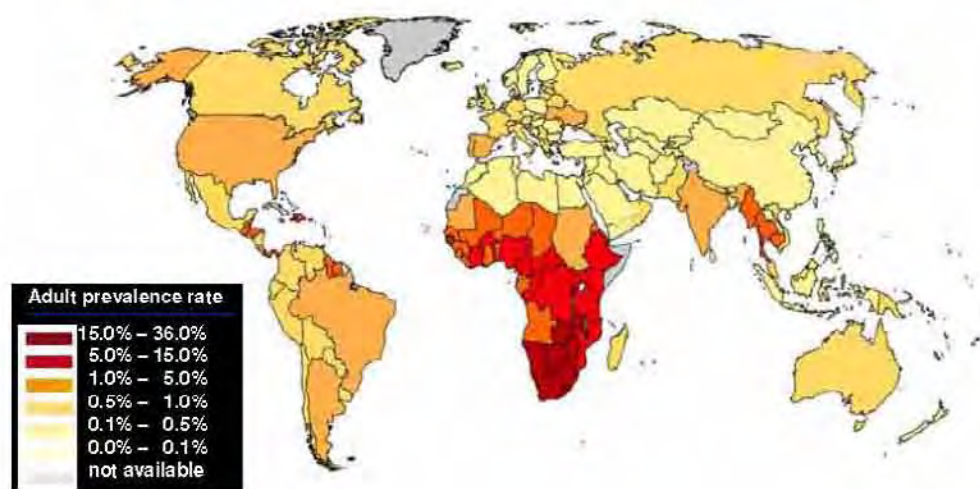 Adult prevalence rate
15.0% – 36.0%
5.0% – 15.0%
1.0% – 5.0%
0.5% – 1.0%
0.1% – 0.5%
0.0% – 0.1%
not available